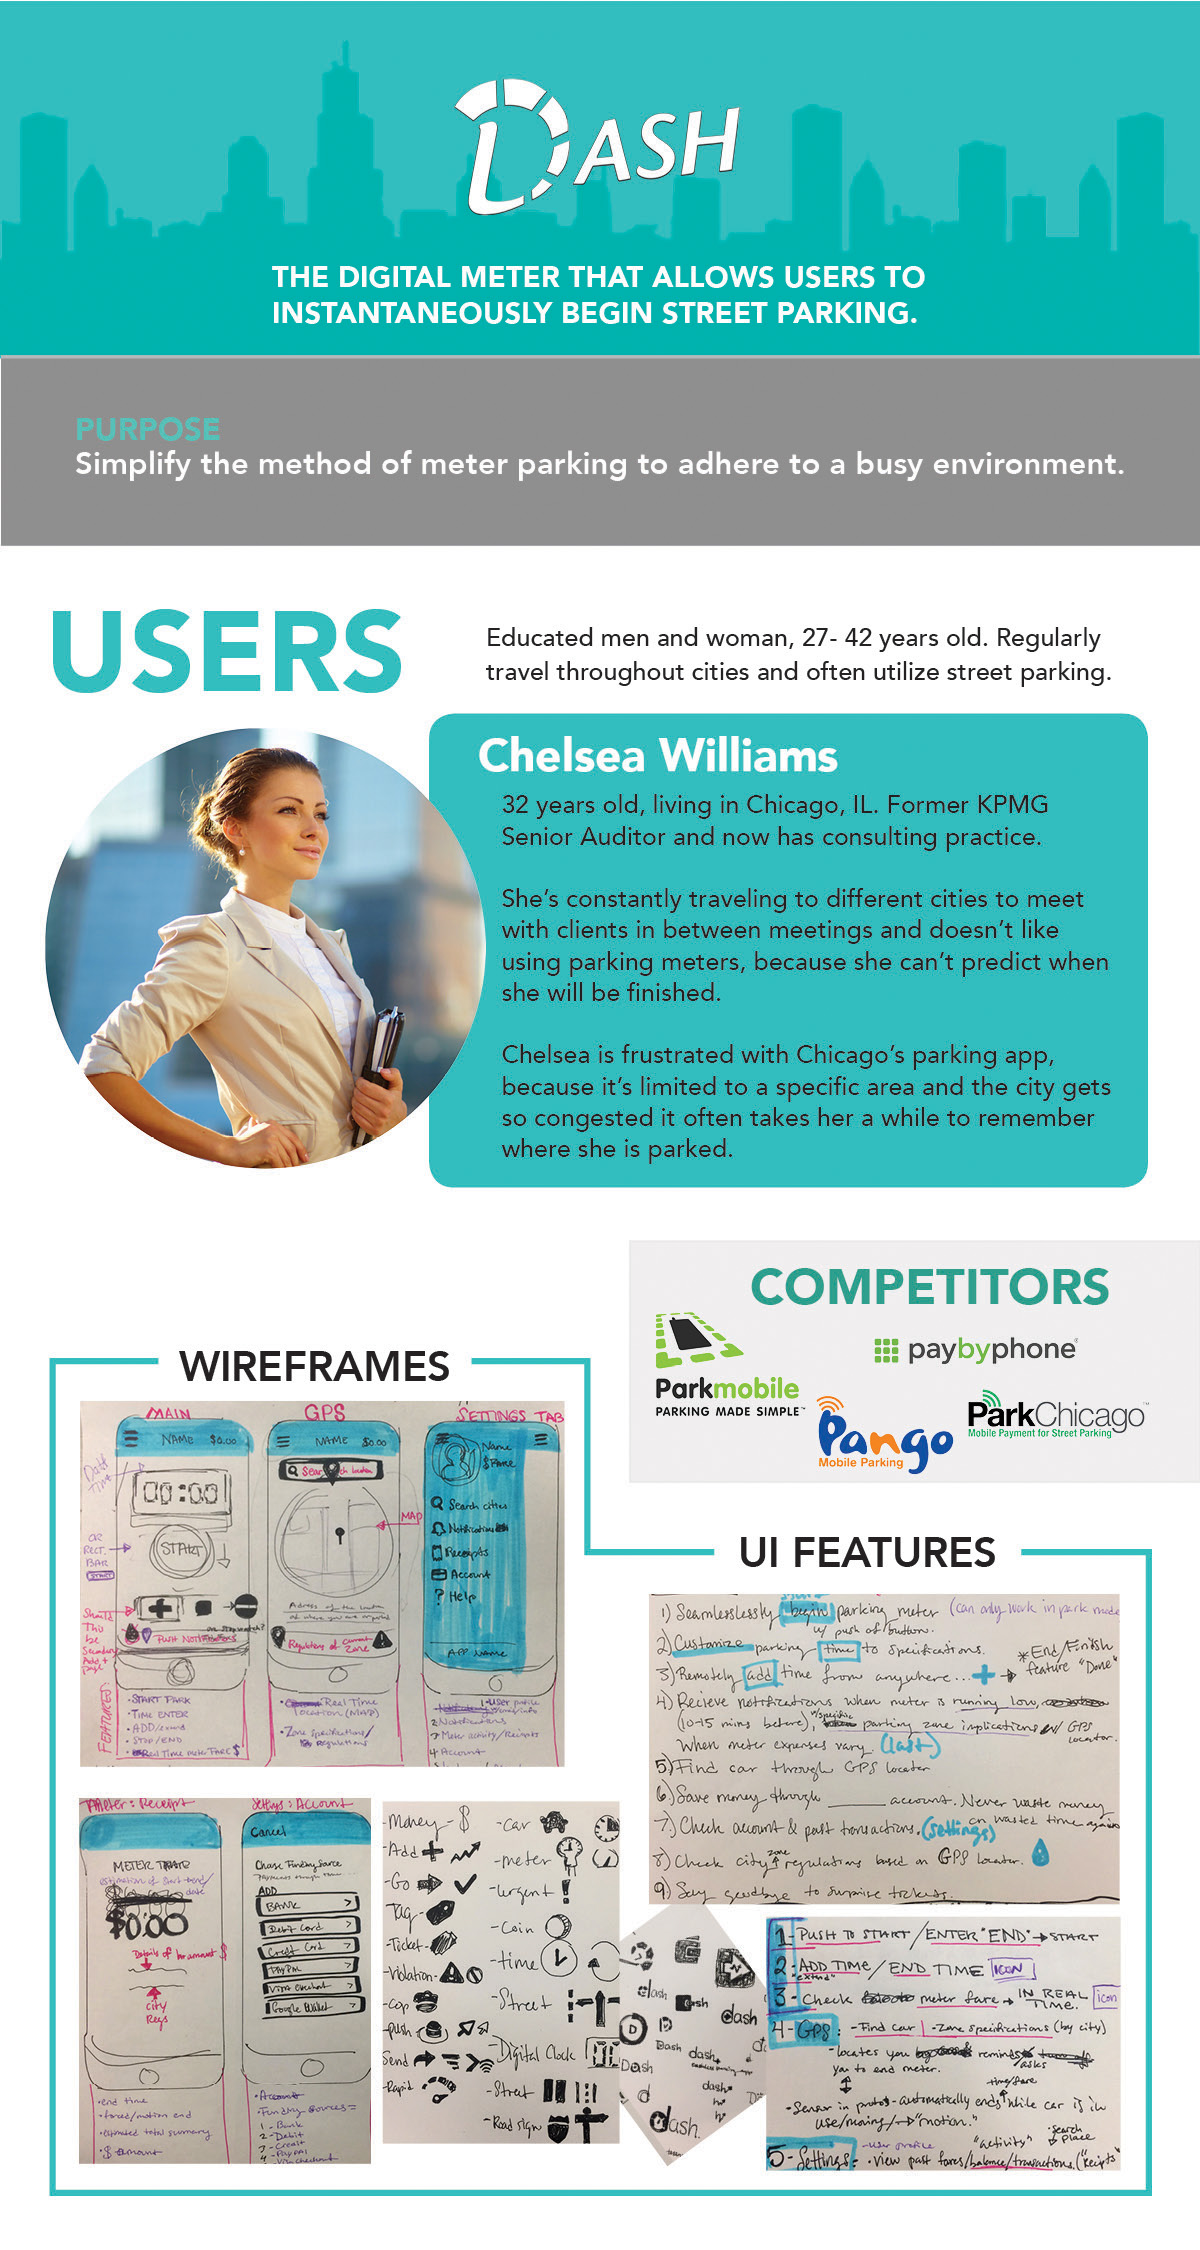 DASH
THE DIGITAL METER THAT ALLOWS USERS TO
INSTANTANEOUSLY BEGIN STREET PARKING.
PURPOSE
Simplify the method of meter parking to adhere to a busy environment.
USERS
Educated men and woman, 27- 42 years old. Regularly
travel throughout cities and often utilize street parking.
Chelsea Williams
32 years old, living in Chicago, IL. Former KPMG
Senior Auditor and now has consulting practice.
She's constantly traveling to different cities to meet
with clients in between meetings and doesn't like
using parking meters, because she can't predict when
she will be finished.
Chelsea is frustrated with Chicago's parking app,
because it's limited to a specific area and the city gets
so congested it often takes her a while to remember
where she is parked.
COMPETITORS
Parkmobile
PARKING MADE SIMPLE™
paybyphone
Pango
Mobile Parking
ParkChicago™
Mobile Payment for Street Parking
WIREFRAMES
MAIN
NAME $0.00
00:00
START
OR
RECT.
BAR
START
Should
This
be
PUSH NOTIFICATIONS
FEATURES:
•START PARK
•TIME ENTER
•ADD/extend
•STOP/END
GPS
NAME $0.00
Search location
MAP
Regulations of current
Zone
Real Time
Location (MAP)
•Zone Specifications/
Regulations
SETTINGS TAB
Name
Search cities
Notifications
Receipts
Account
? Help
APP NAME
2 Notifications
3 Meter activity/Receipts
4 Account
Meter: Receipt
$0.00
city
Regs
•end time
•forced/motion end
•estimated total summary
•$ amount
Settings: Account
Cancel
Choose Funding Source
ADD
BANK >
Debit Card >
Credit Card >
PAYPAL >
VISA checkout >
Google Wallet >
•Funding Sources=
1-Bank
2-Debit
3-Credit
4-PayPal
-Money-$
-Add
-Go
-Tag-
-Ticket-
-Violation-
-Cop
-push-
-Send
-Rapid
-car
-meter
-urgent
-Coin
-time
-Street
-Digital Clock
-Street
-Road sign
dash
dash
dash
D
Dash
dash
Dash
dash.
UI FEATURES
1) Seamlesslessly begin parking meter (can only work in park mode
w/ push of button.
2) Custamize parking time to specifications.
3) Remotely add time from anywhere...+
*End/Finish
feature "Done"
4) Recieve notifications when meter is running low,
(10-15 mins before), parking zone implications w/ GPS
locator.
When meter expenses vary (last)
5) Find car through GPS locator
6) Save money through ______ account. Never waste money
on wasted time again
7) Check account & past transactions. (settings)
8) Check city zone regulations based on GPS locator.
9) Say goodbye to surprise tickets.
1-PUSH TO START/ENTER "END"→START
2:ADD TIME/END TIME ICON
"extend"
3-Check meter fare → IN REAL
TIME. icon
4-GPS: -Find car | -Zone specifications (by city)
-locates you reminds/asks
you to end meter.
time/fare
-Sensor in automatically ends while car is in
use/moving/→"motion."
-user profile "activity" •search
place
5-Settings: •view past fares/balance/transactions. ("Reciepts"